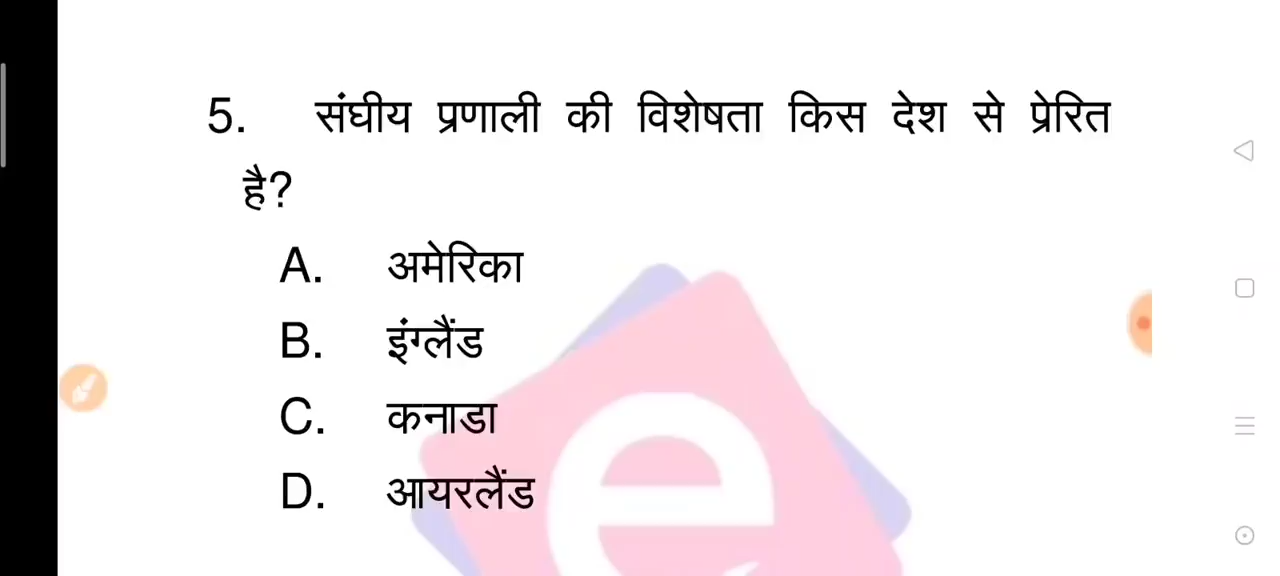 5. संघीय प्रणाली की विशेषता किस देश से प्रेरित
है?
A. अमेरिका
B. इंग्लैंड
C. कनाडा
D. आयरलैंड
e